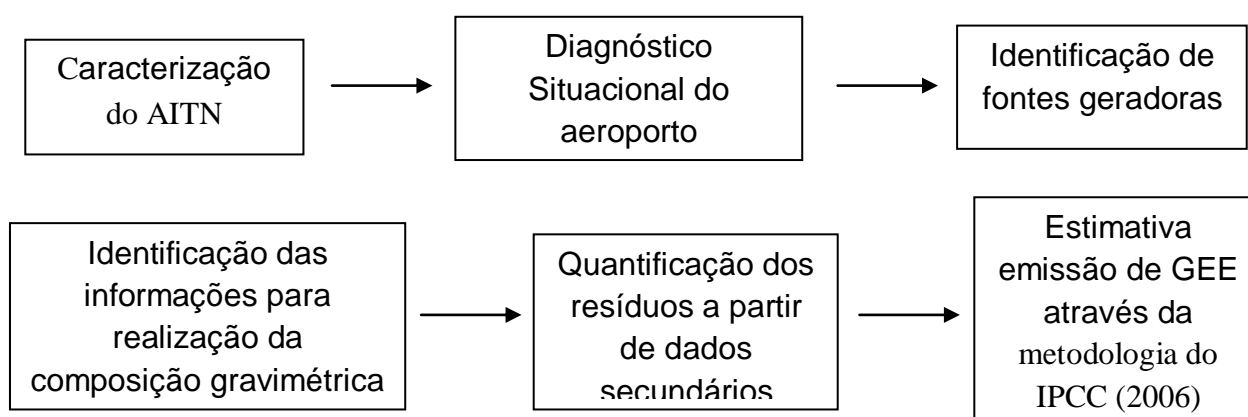 Caracterização
do AITN
Diagnóstico
Situacional do
aeroporto
Identificação de
fontes geradoras
Identificação das
informações para
realização da
composição gravimétrica
Quantificação dos
resíduos a partir
de dados
secundários
Estimativa
emissão de GEE
através da
metodologia do
IPCC (2006)